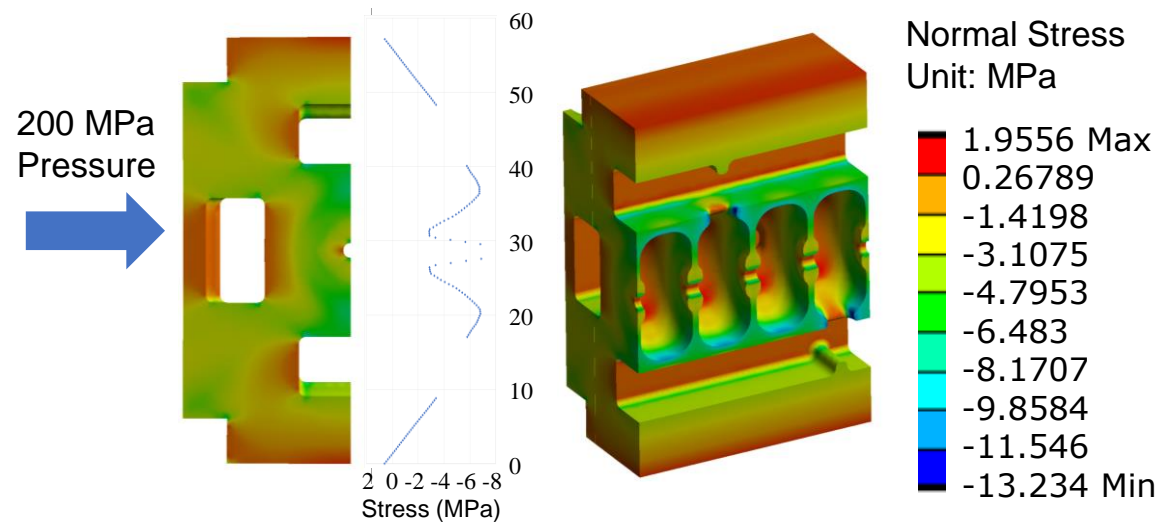 200 MPa
Pressure
60
50
40
30
20
10
0
2 0 -2 -4 -6 -8
Stress (MPa)
Normal Stress
Unit: MPa
1.9556 Max
0.26789
-1.4198
-3.1075
-4.7953
-6.483
-8.1707
-9.8584
-11.546
-13.234 Min